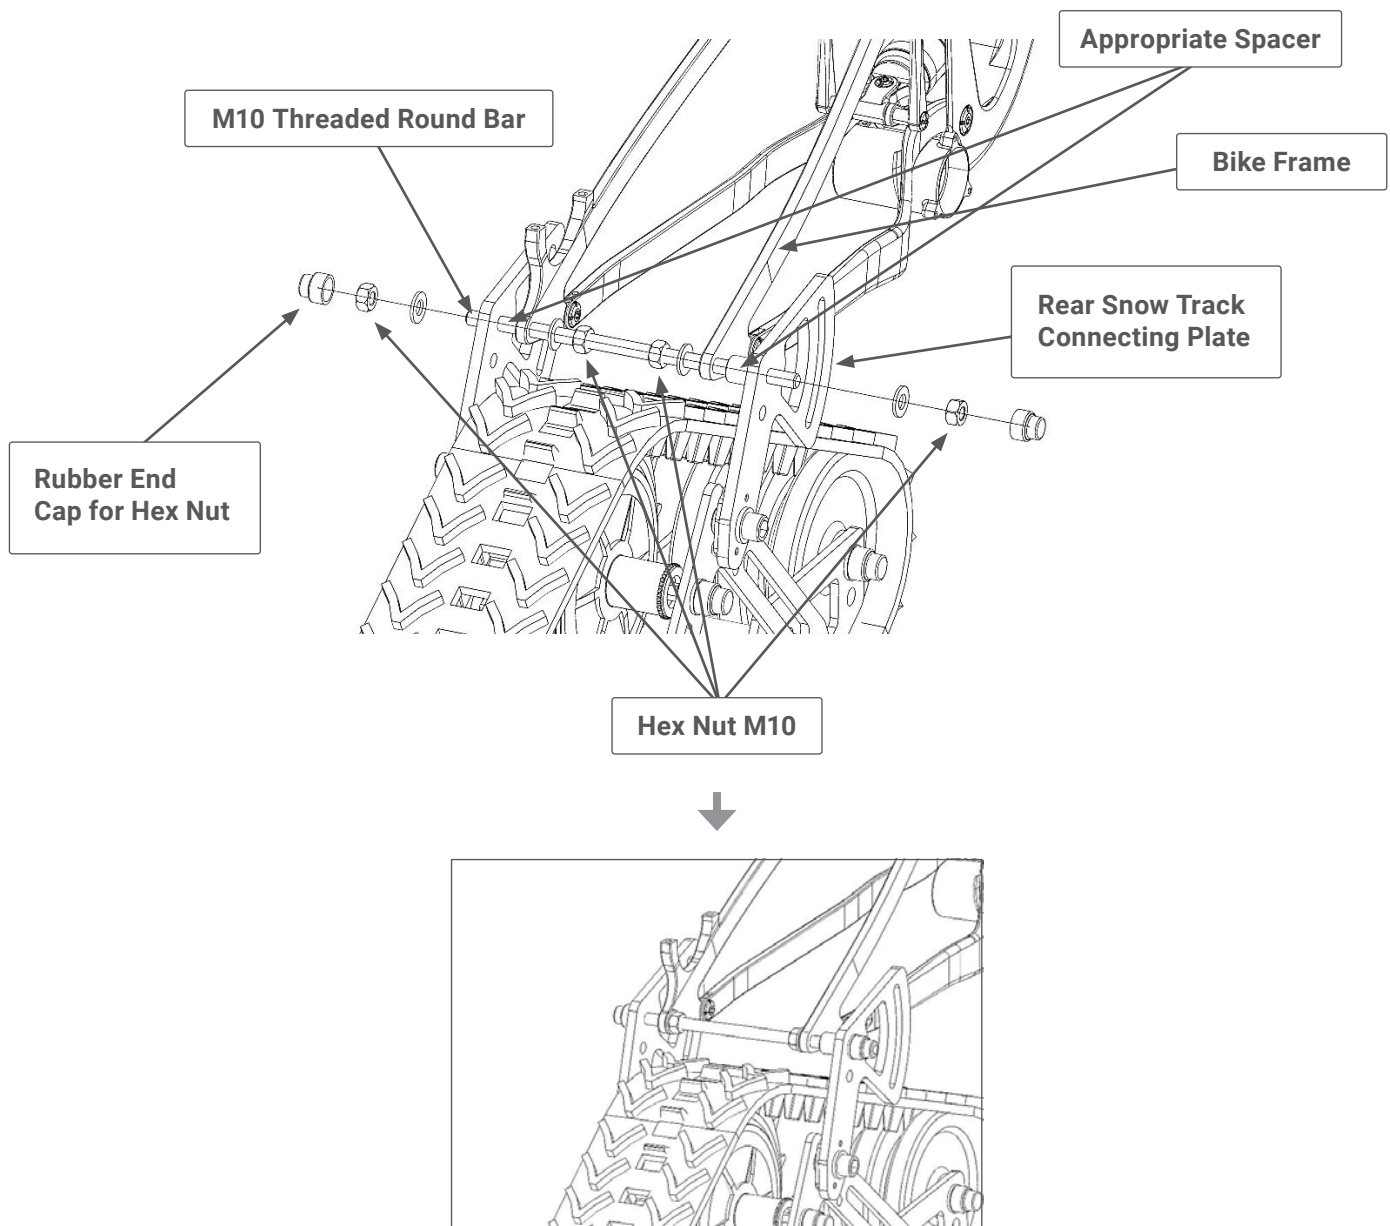 Appropriate Spacer
M10 Threaded Round Bar
Bike Frame
Rear Snow Track
Connecting Plate
Rubber End
Cap for Hex Nut
Hex Nut M10